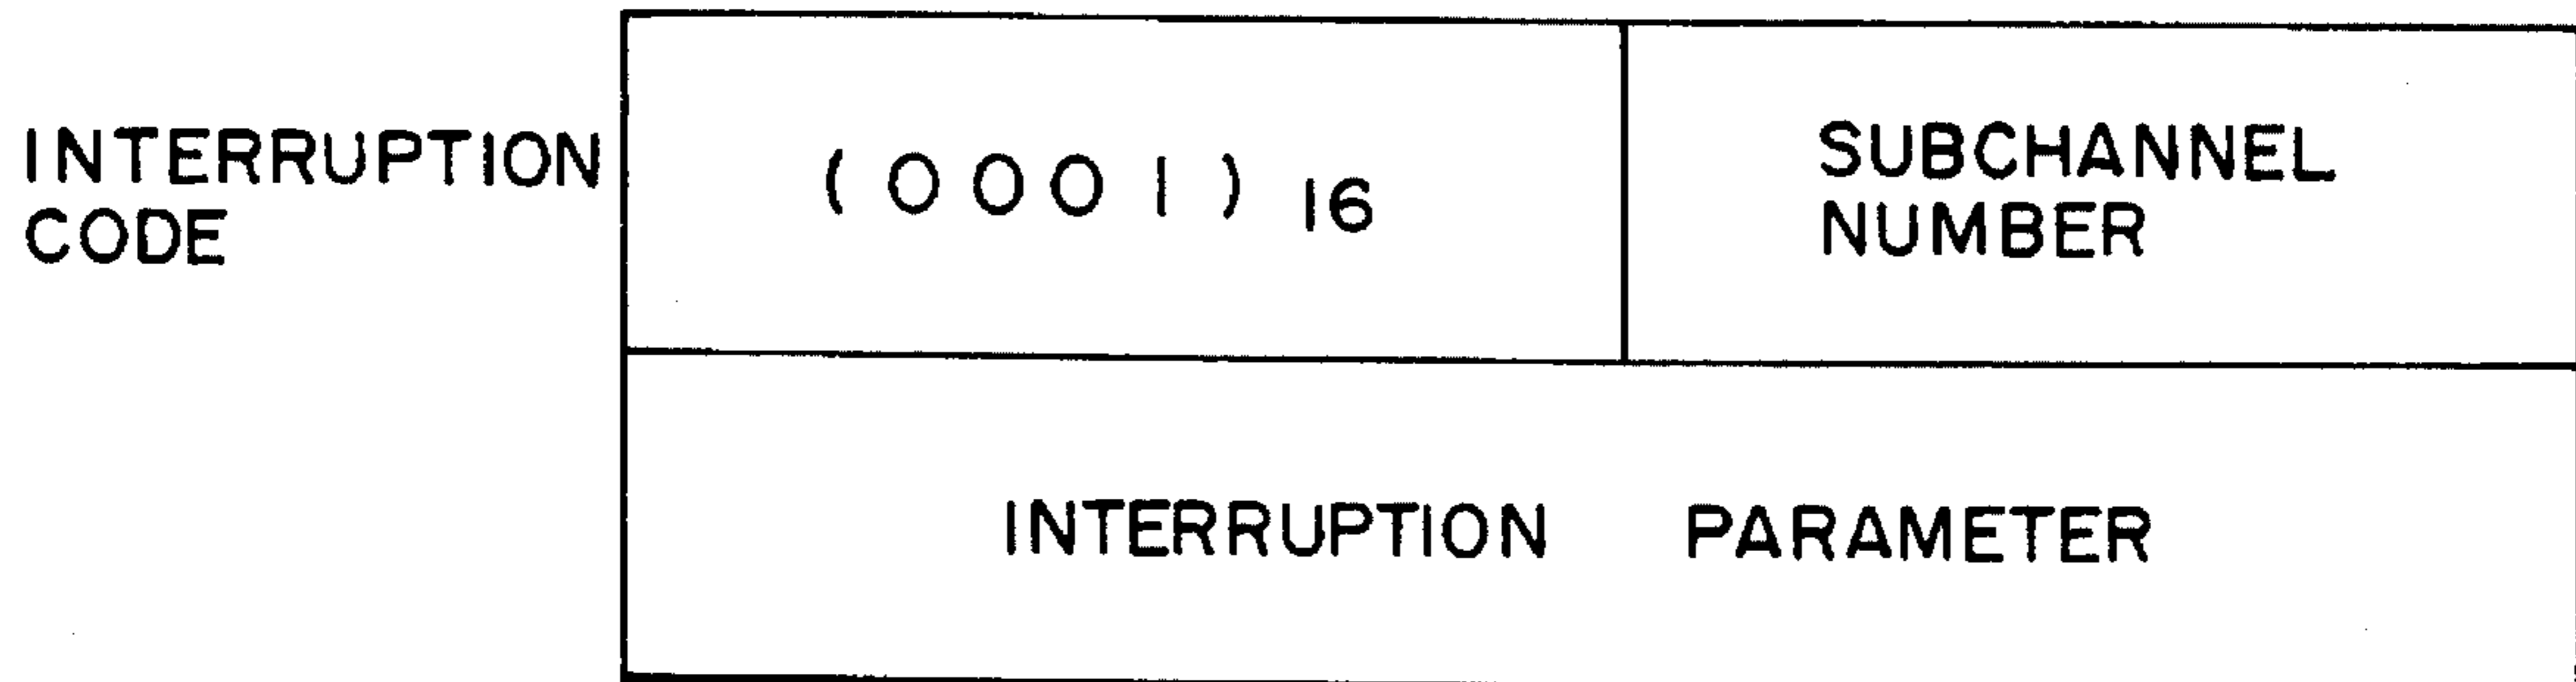 INTERRUPTION
CODE
(0001)16
SUBCHANNEL
NUMBER
INTERRUPTION PARAMETER